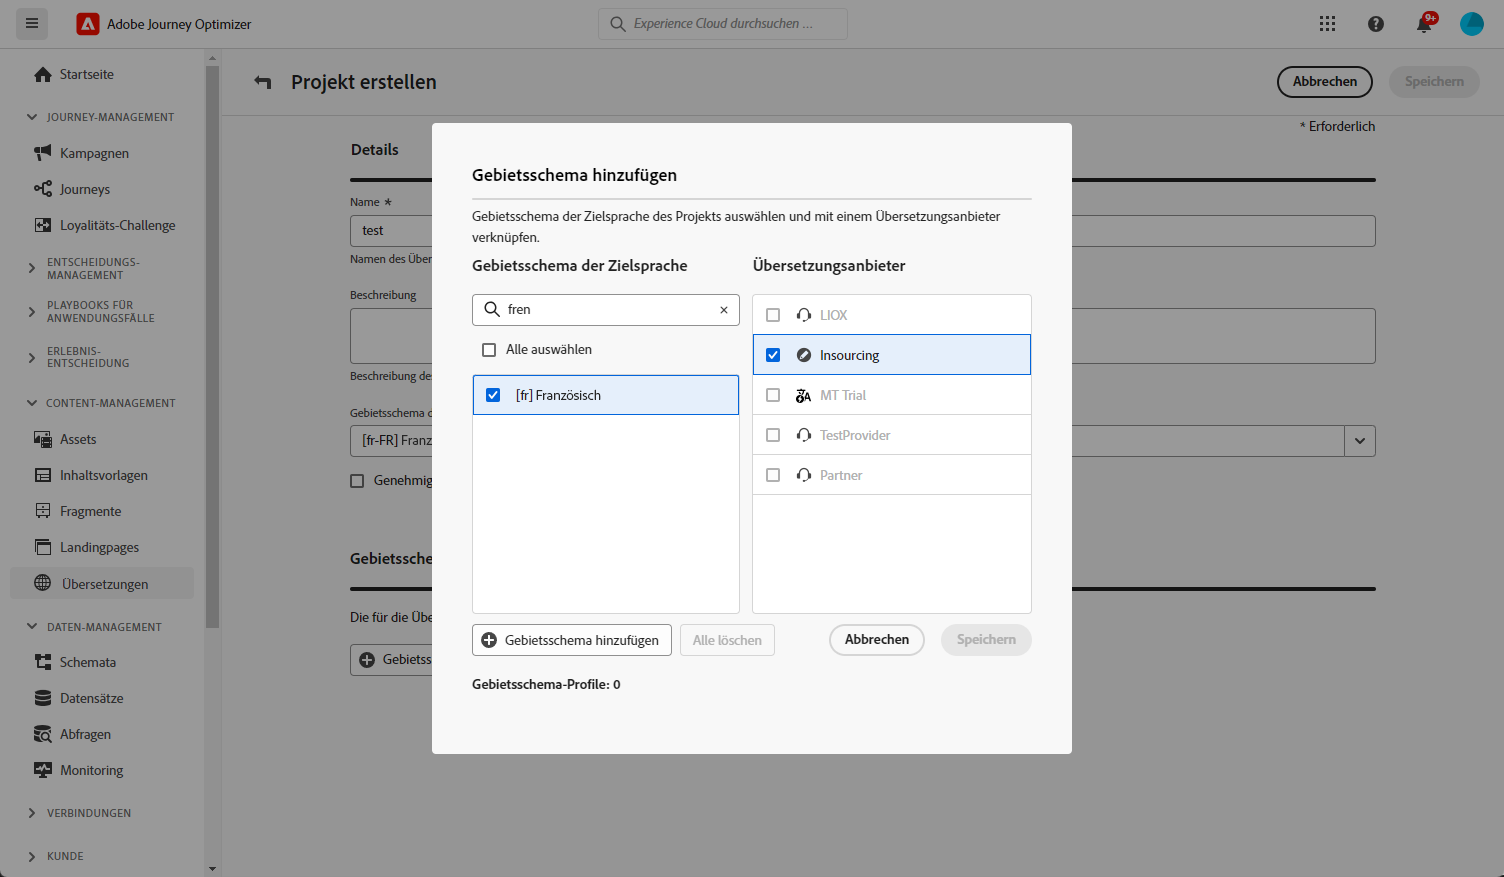 Adobe Journey Optimizer
Experience Cloud durchsuchen ...
9+
Startseite
JOURNEY-MANAGEMENT
Kampagnen
Journeys
Loyalitäts-Challenge
ENTSCHEIDUNGS-
MANAGEMENT
PLAYBOOKS FÜR
ANWENDUNGSFÄLLE
ERLEBNIS-
ENTSCHEIDUNG
CONTENT-MANAGEMENT
Assets
Inhaltsvorlagen
Fragmente
Landingpages
Übersetzungen
DATEN-MANAGEMENT
Schemata
Datensätze
Abfragen
Monitoring
VERBINDUNGEN
KUNDE
Projekt erstellen
Abbrechen
Speichern
* Erforderlich
Details
Name *
test
Namen des Über
Beschreibung
Beschreibung de
Gebietsschema d
[fr-FR] Franz
Genehmig
Gebietssche
Die für die Übe
Gebietss
Gebietsschema hinzufügen
Gebietsschema der Zielsprache des Projekts auswählen und mit einem Übersetzungsanbieter
verknüpfen.
Gebietsschema der Zielsprache
fren
Alle auswählen
[fr] Französisch
Übersetzungsanbieter
LIOX
Insourcing
MT Trial
TestProvider
Partner
Gebietsschema hinzufügen
Alle löschen
Abbrechen
Speichern
Gebietsschema-Profile: 0